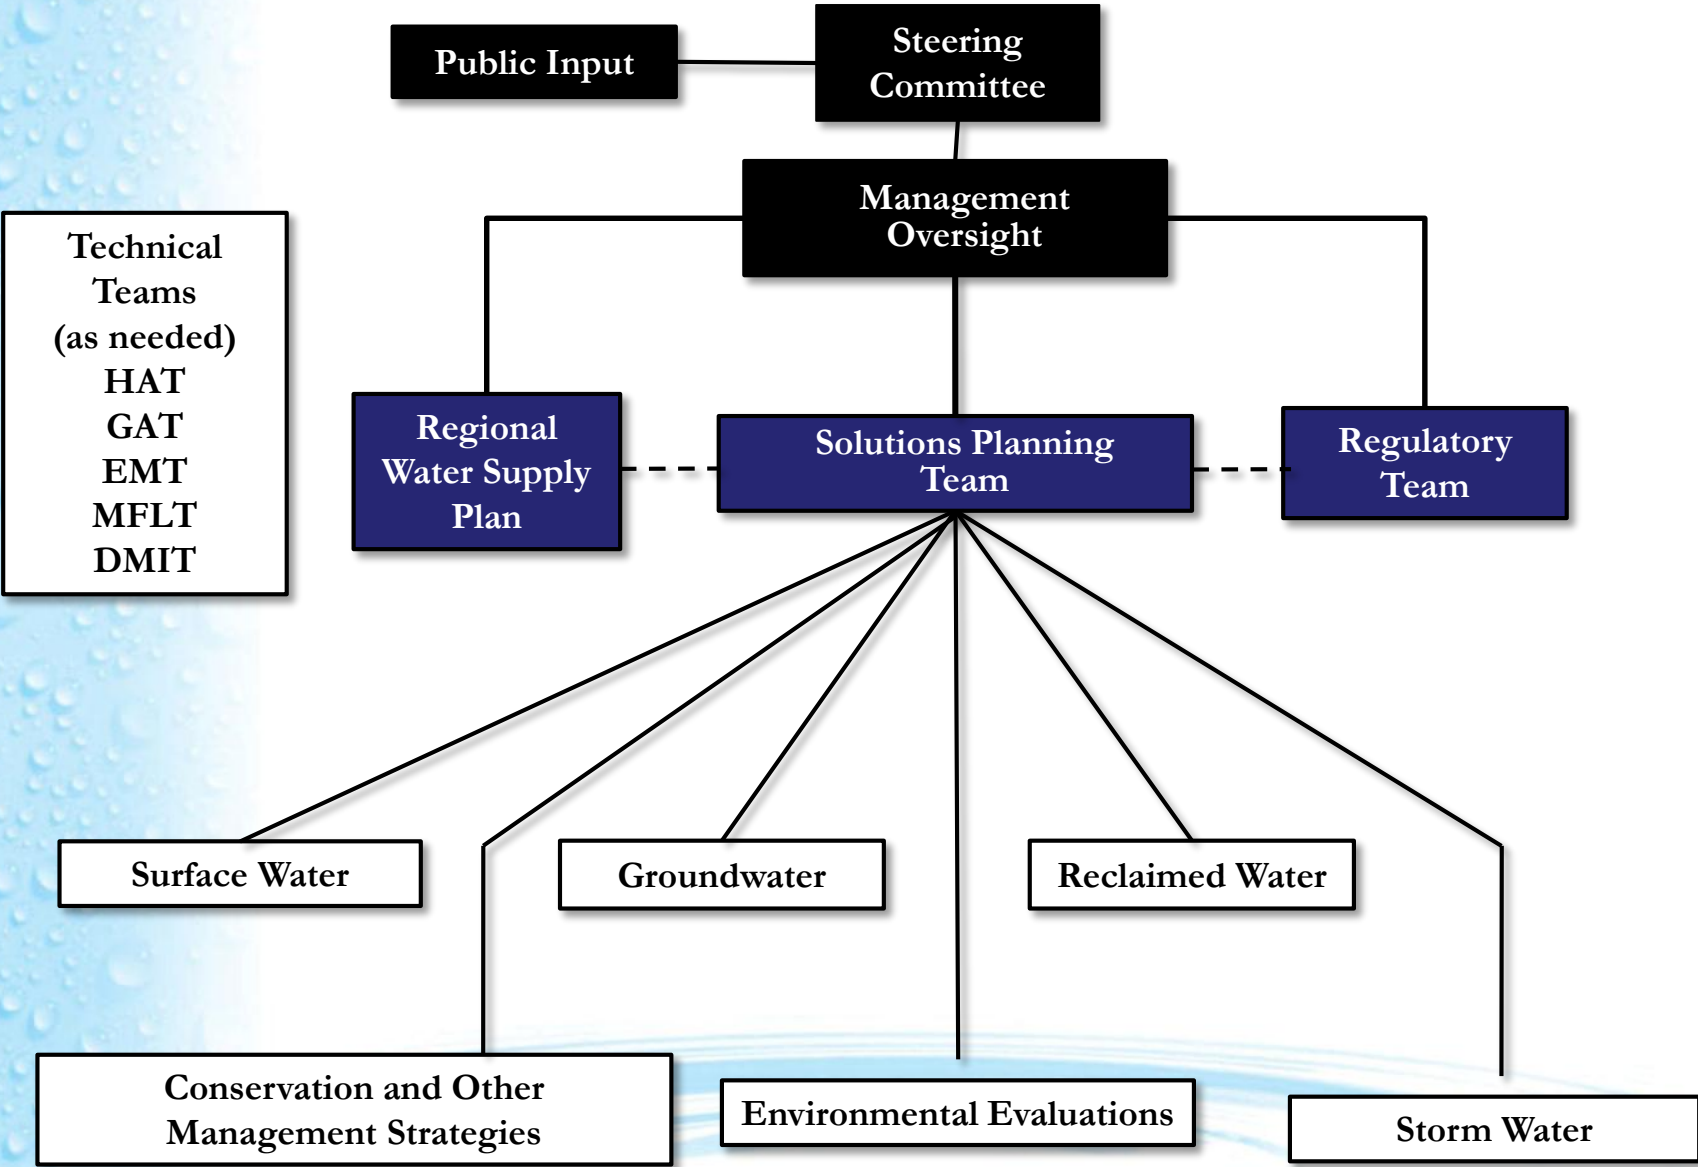 Public Input
Steering
Committee
Management
Oversight
Technical
Teams
(as needed)
HAT
GAT
EMT
MFLT
DMIT
Regional
Water Supply
Plan
Solutions Planning
Team
Regulatory
Team
Surface Water
Groundwater
Reclaimed Water
Conservation and Other
Management Strategies
Environmental Evaluations
Storm Water